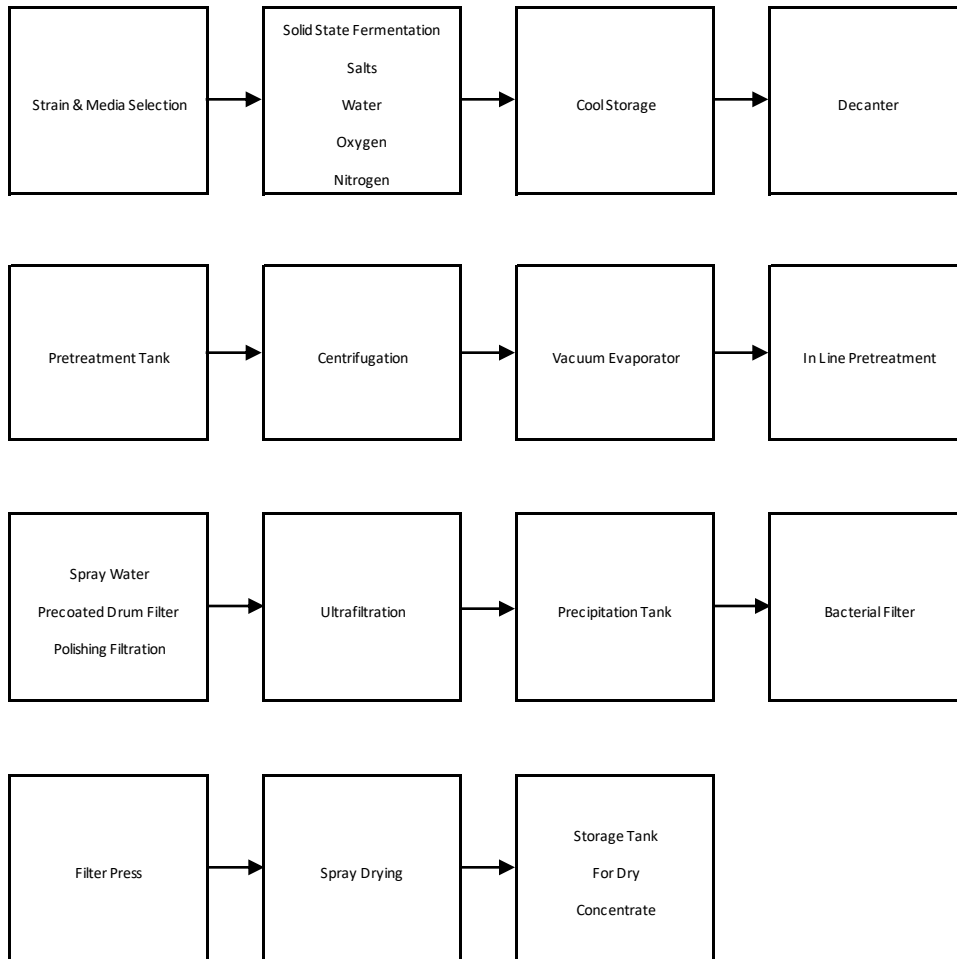 Strain & Media Selection
Solid State Fermentation
Salts
Water
Oxygen
Nitrogen
Cool Storage
Decanter
Pretreatment Tank
Centrifugation
Vacuum Evaporator
In Line Pretreatment
Spray Water
Precoated Drum Filter
Polishing Filtration
Ultrafiltration
Precipitation Tank
Bacterial Filter
Filter Press
Spray Drying
Storage Tank
For Dry
Concentrate